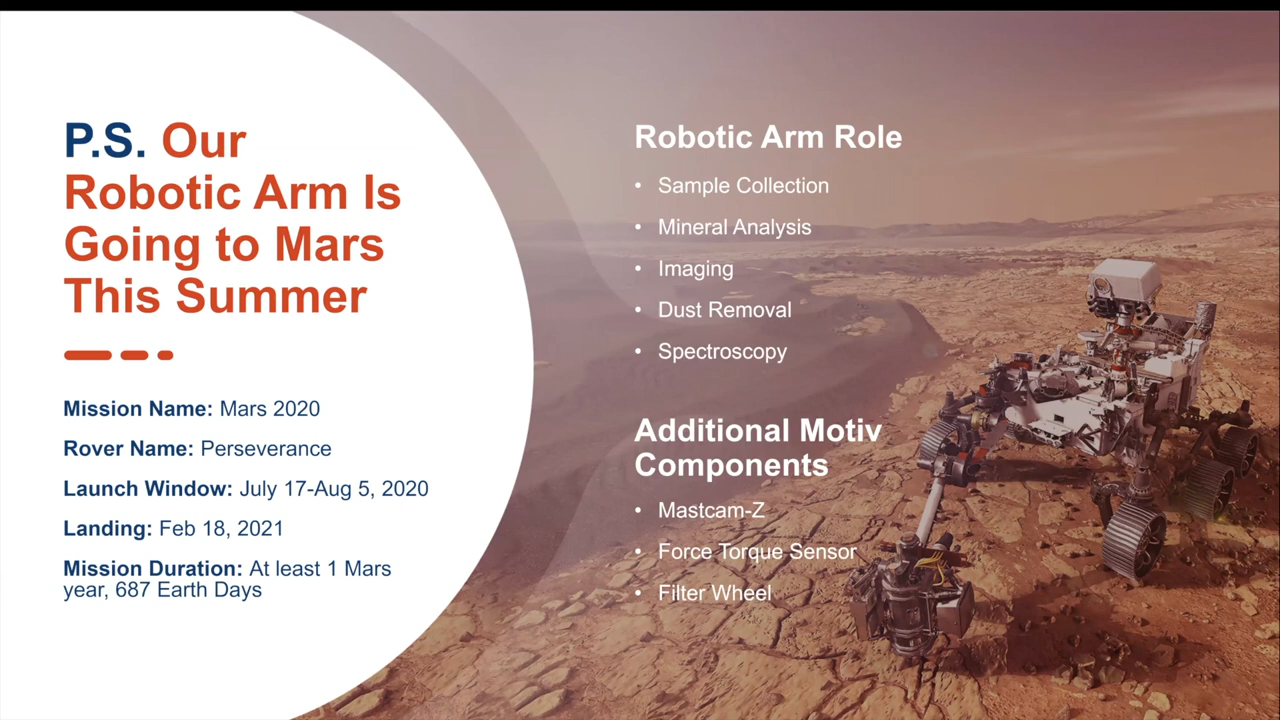 P.S. Our
Robotic Arm Is
Going to Mars
This Summer
Mission Name: Mars 2020
Rover Name: Perseverance
Launch Window: July 17-Aug 5, 2020
Landing: Feb 18, 2021
Mission Duration: At least 1 Mars
year, 687 Earth Days
Robotic Arm Role
• Sample Collection
• Mineral Analysis
• Imaging
• Dust Removal
• Spectroscopy
Additional Motiv
Components
• Mastcam-Z
• Force Torque Sensor
• Filter Wheel